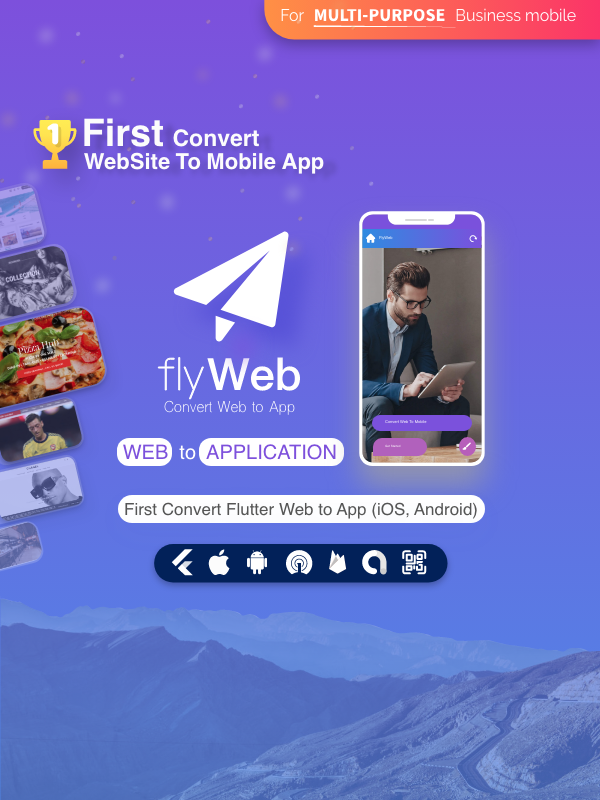 For MULTI-PURPOSE Business mobile
1
First Convert
WebSite To Mobile App
FlyWeb
COLLECTION
Pizza Hub
flyWeb
Convert Web to App
Convert Web To Mobile
WEB to APPLICATION
First Convert Flutter Web to App (iOS, Android)